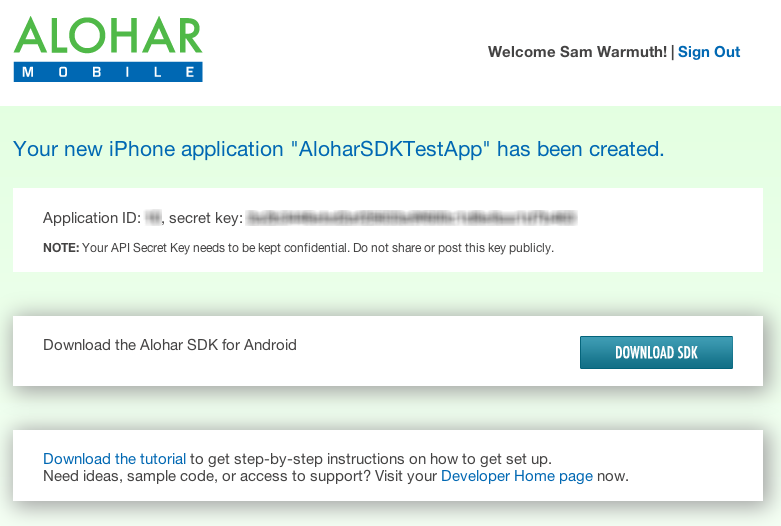 ALOHAR
MOBILE
Welcome Sam Warmuth! | Sign Out
Your new iPhone application "AloharSDKTestApp" has been created.
Application ID: , secret key:
NOTE: Your API Secret Key needs to be kept confidential. Do not share or post this key publicly.
Download the Alohar SDK for Android
DOWNLOAD SDK
Download the tutorial to get step-by-step instructions on how to get set up.
Need ideas, sample code, or access to support? Visit your Developer Home page now.